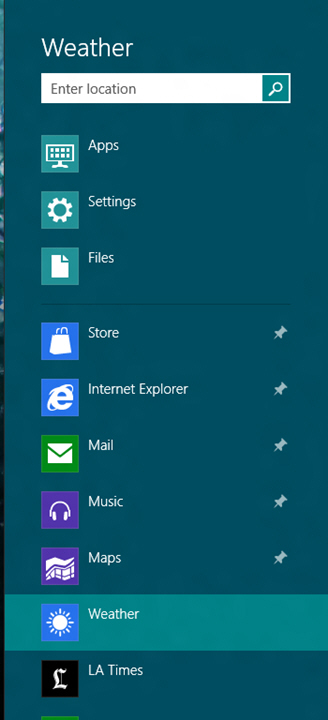 Weather
Enter location
Apps
Settings
Files
Store
Internet Explorer
Mail
Music
Maps
Weather
LA Times